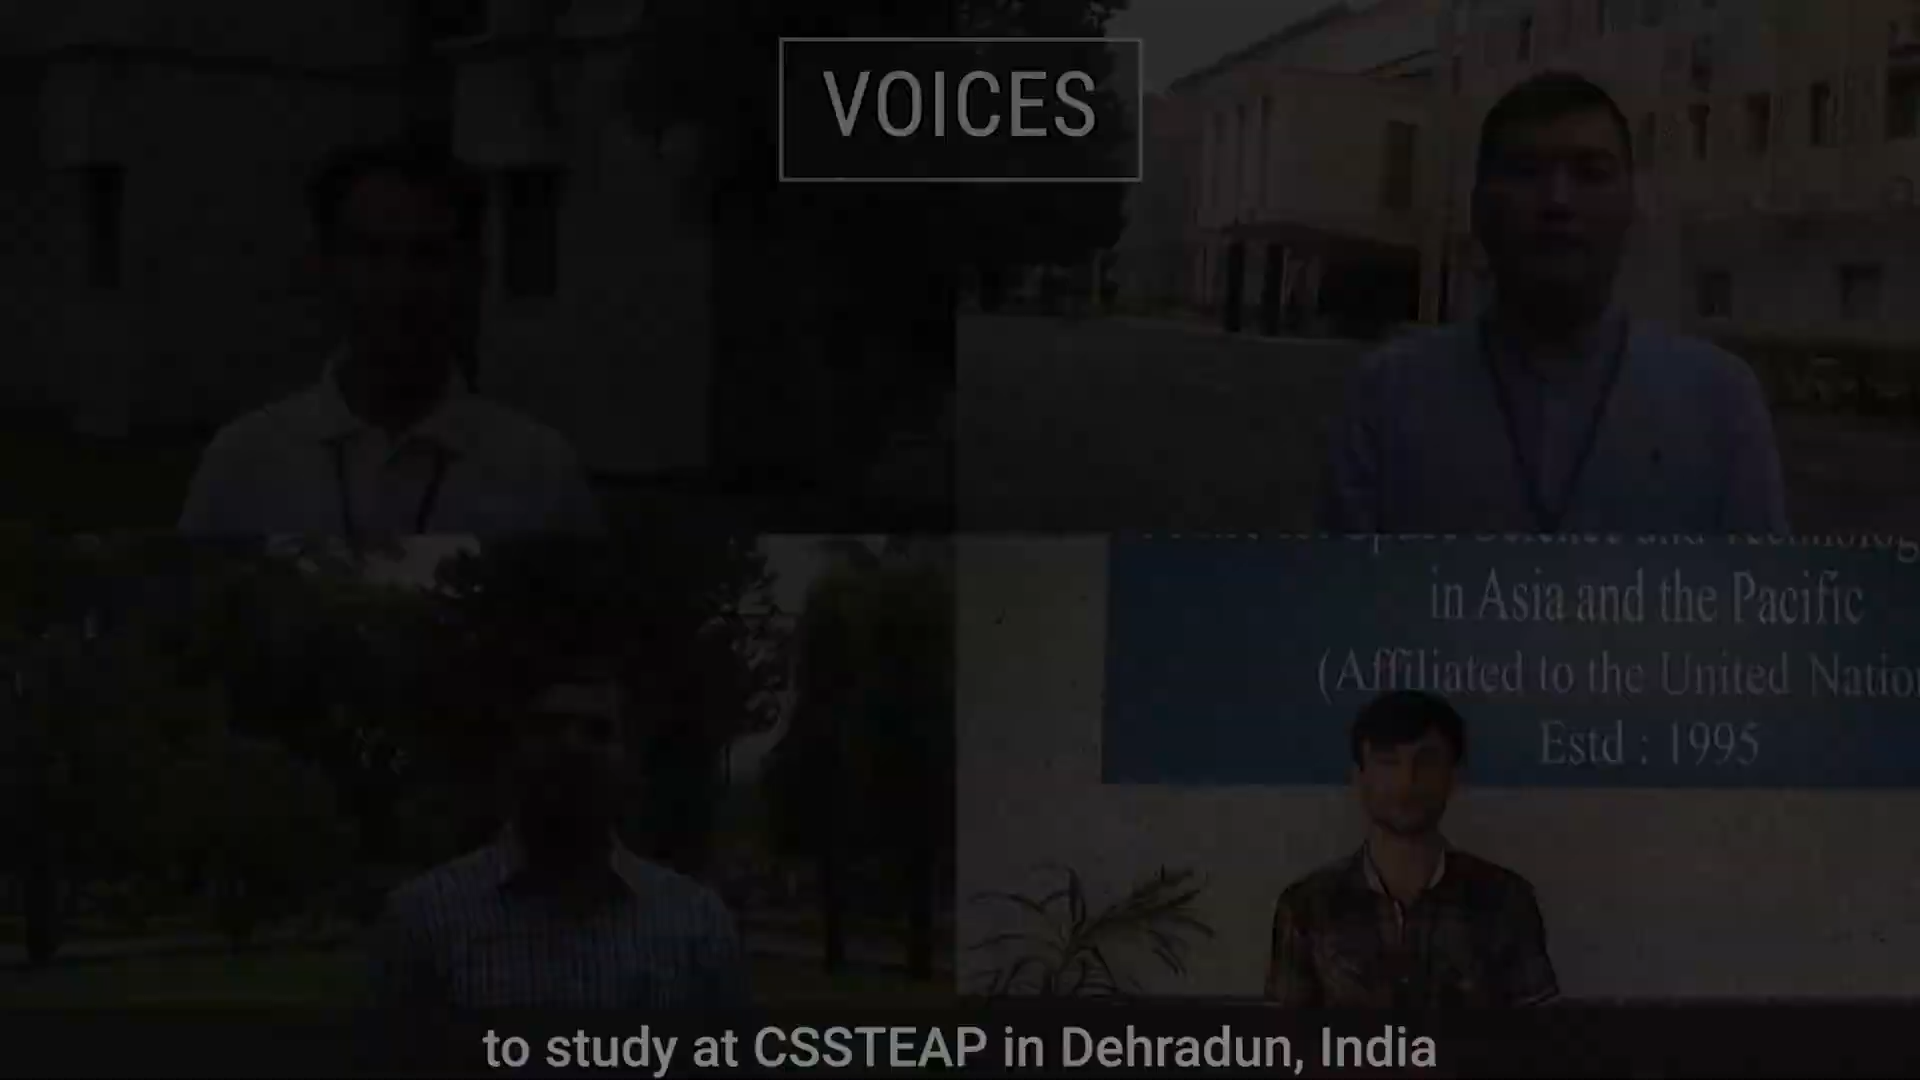 VOICES
in Asia and the Pacific
(Affiliated to the United
Estd : 1995
to study at CSSTEAP in Dehradun, India